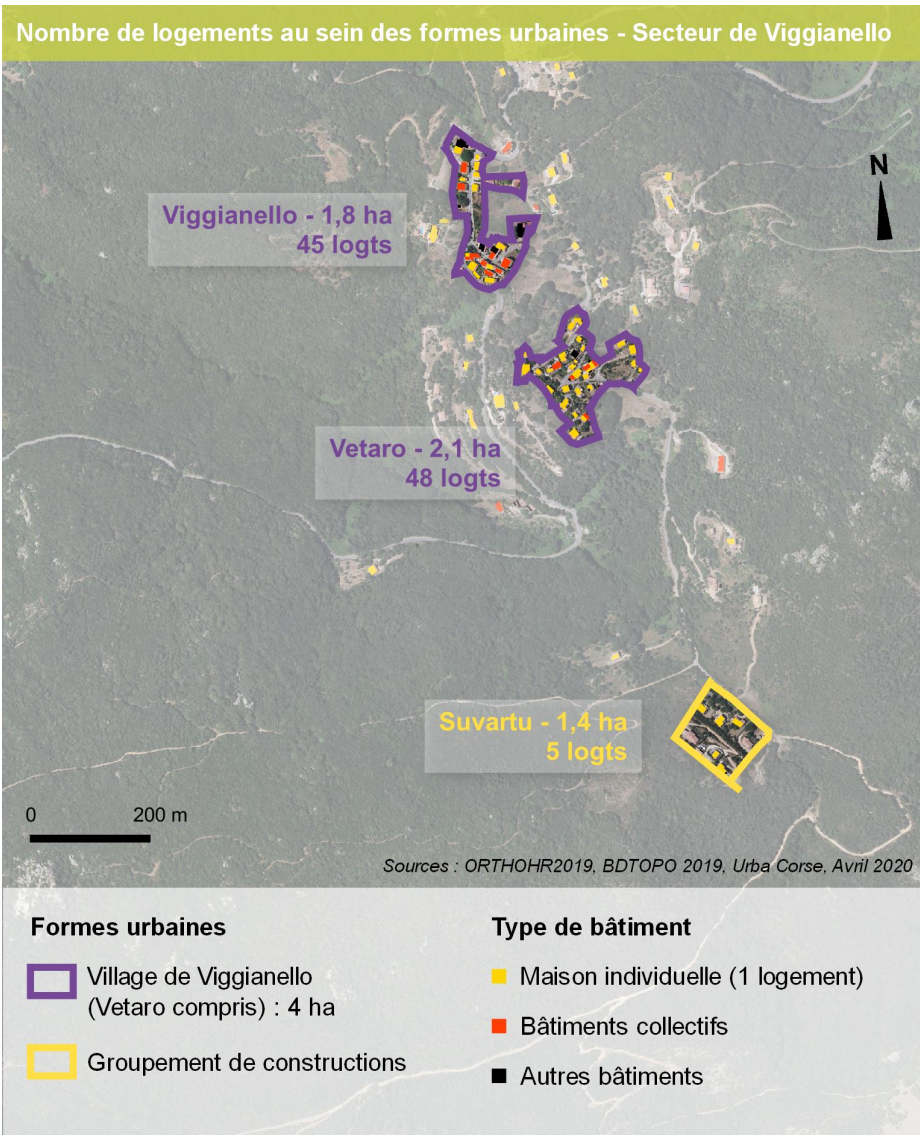 Nombre de logements au sein des formes urbaines - Secteur de Viggianello
N
Viggianello - 1,8 ha
45 logts
Vetaro - 2,1 ha
48 logts
Suvartu - 1,4 ha
5 logts
0 200 m
Sources : ORTHOHR2019, BDTOPO 2019, Urba Corse, Avril 2020
Formes urbaines
Village de Viggianello
(Vetaro compris) : 4 ha
Groupement de constructions
Type de bâtiment
Maison individuelle (1 logement)
Bâtiments collectifs
Autres bâtiments